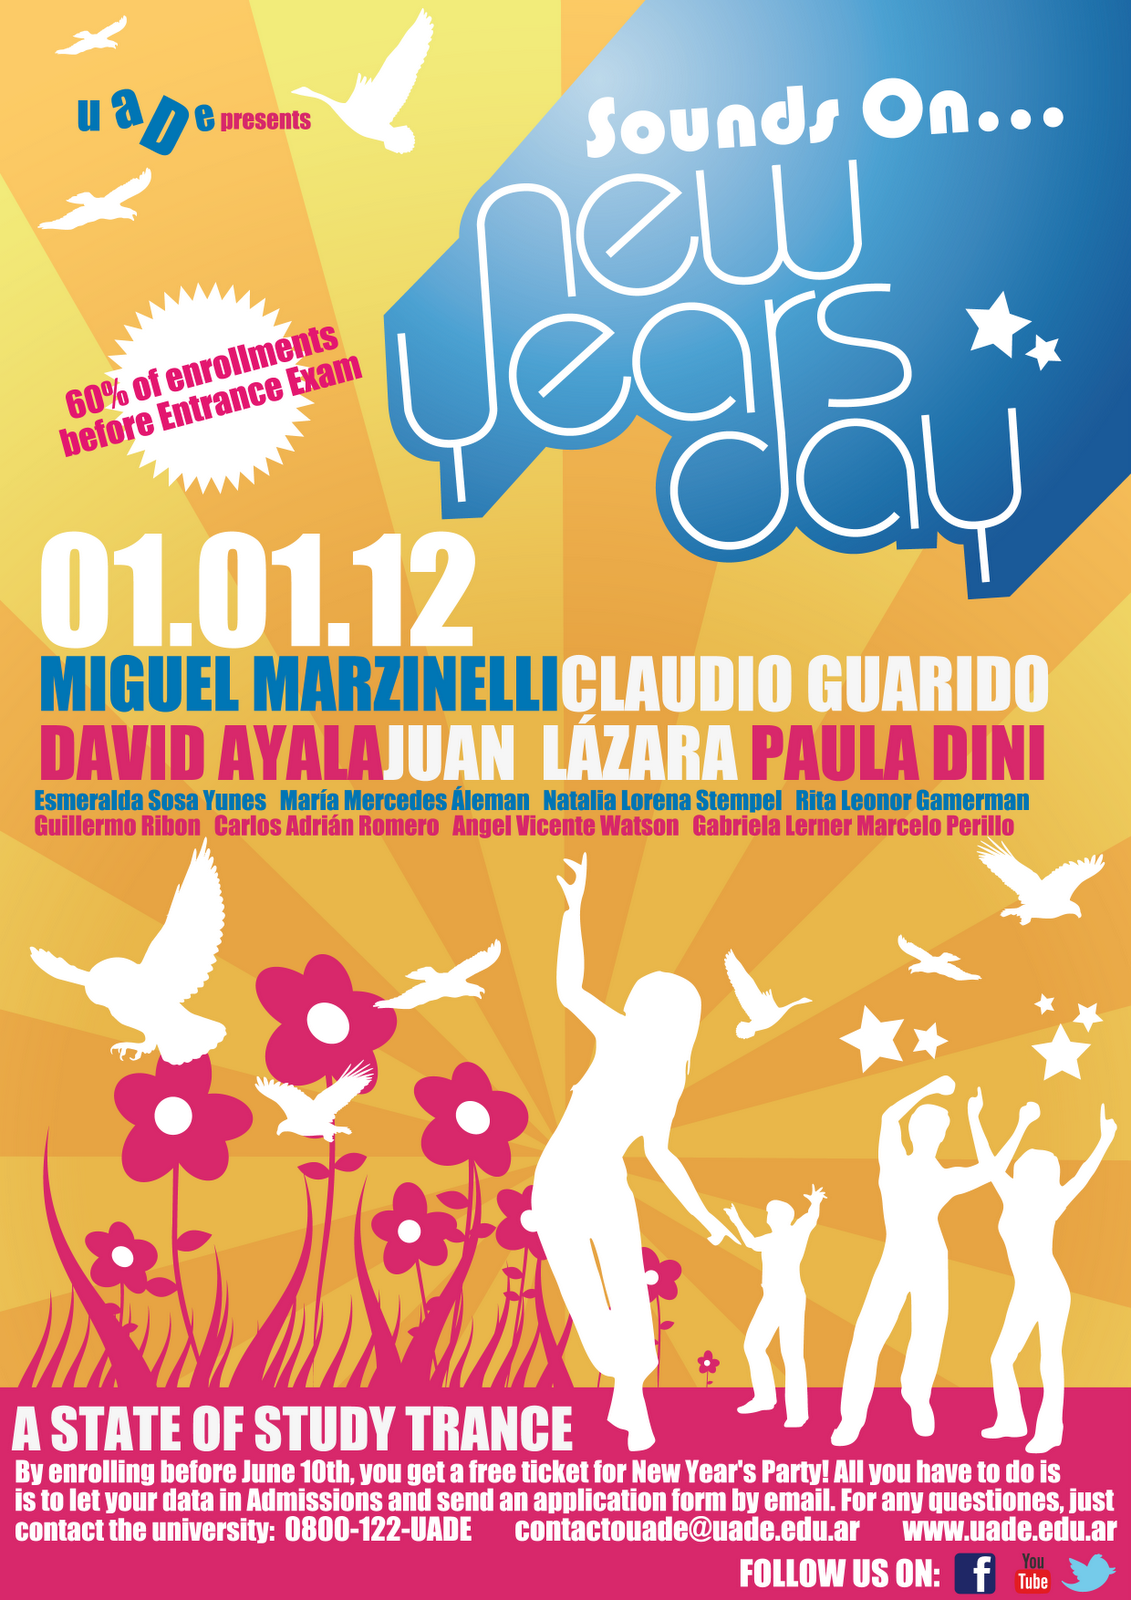 uaDe presents
Sounds On...
new
years
day
60% of enrollments
before Entrance Exam
01.01.12
MIGUEL MARZINELLI CLAUDIO GUARIDO
DAVID AYALA JUAN LÁZARA PAULA DINI
Esmeralda Sosa Yunes María Mercedes Áleman Natalia Lorena Stempel Rita Leonor Gamerman
Guillermo Ribon Carlos Adrián Romero Angel Vicente Watson Gabriela Lerner Marcelo Perillo
A STATE OF STUDY TRANCE
By enrolling before June 10th, you get a free ticket for New Year's Party! All you have to do is
is to let your data in Admissions and send an application form by email. For any questiones, just
contact the university: 0800-122-UADE contactouade@uade.edu.ar www.uade.edu.ar
FOLLOW US ON: f You Tube